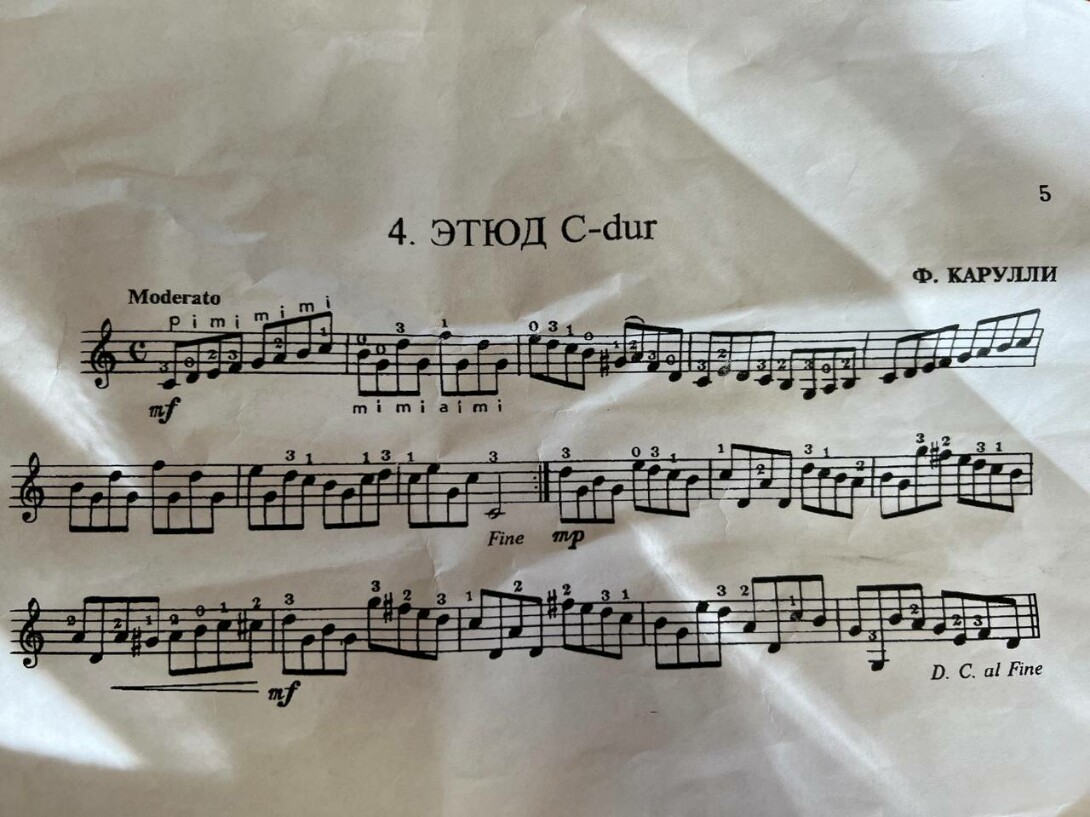 5
4. ЭТЮД C-dur
Ф. КАРУЛЛИ
Moderato
p i m i m i m i
mf
m i m i a i m i
Fine
mp
mf
D. C. al Fine